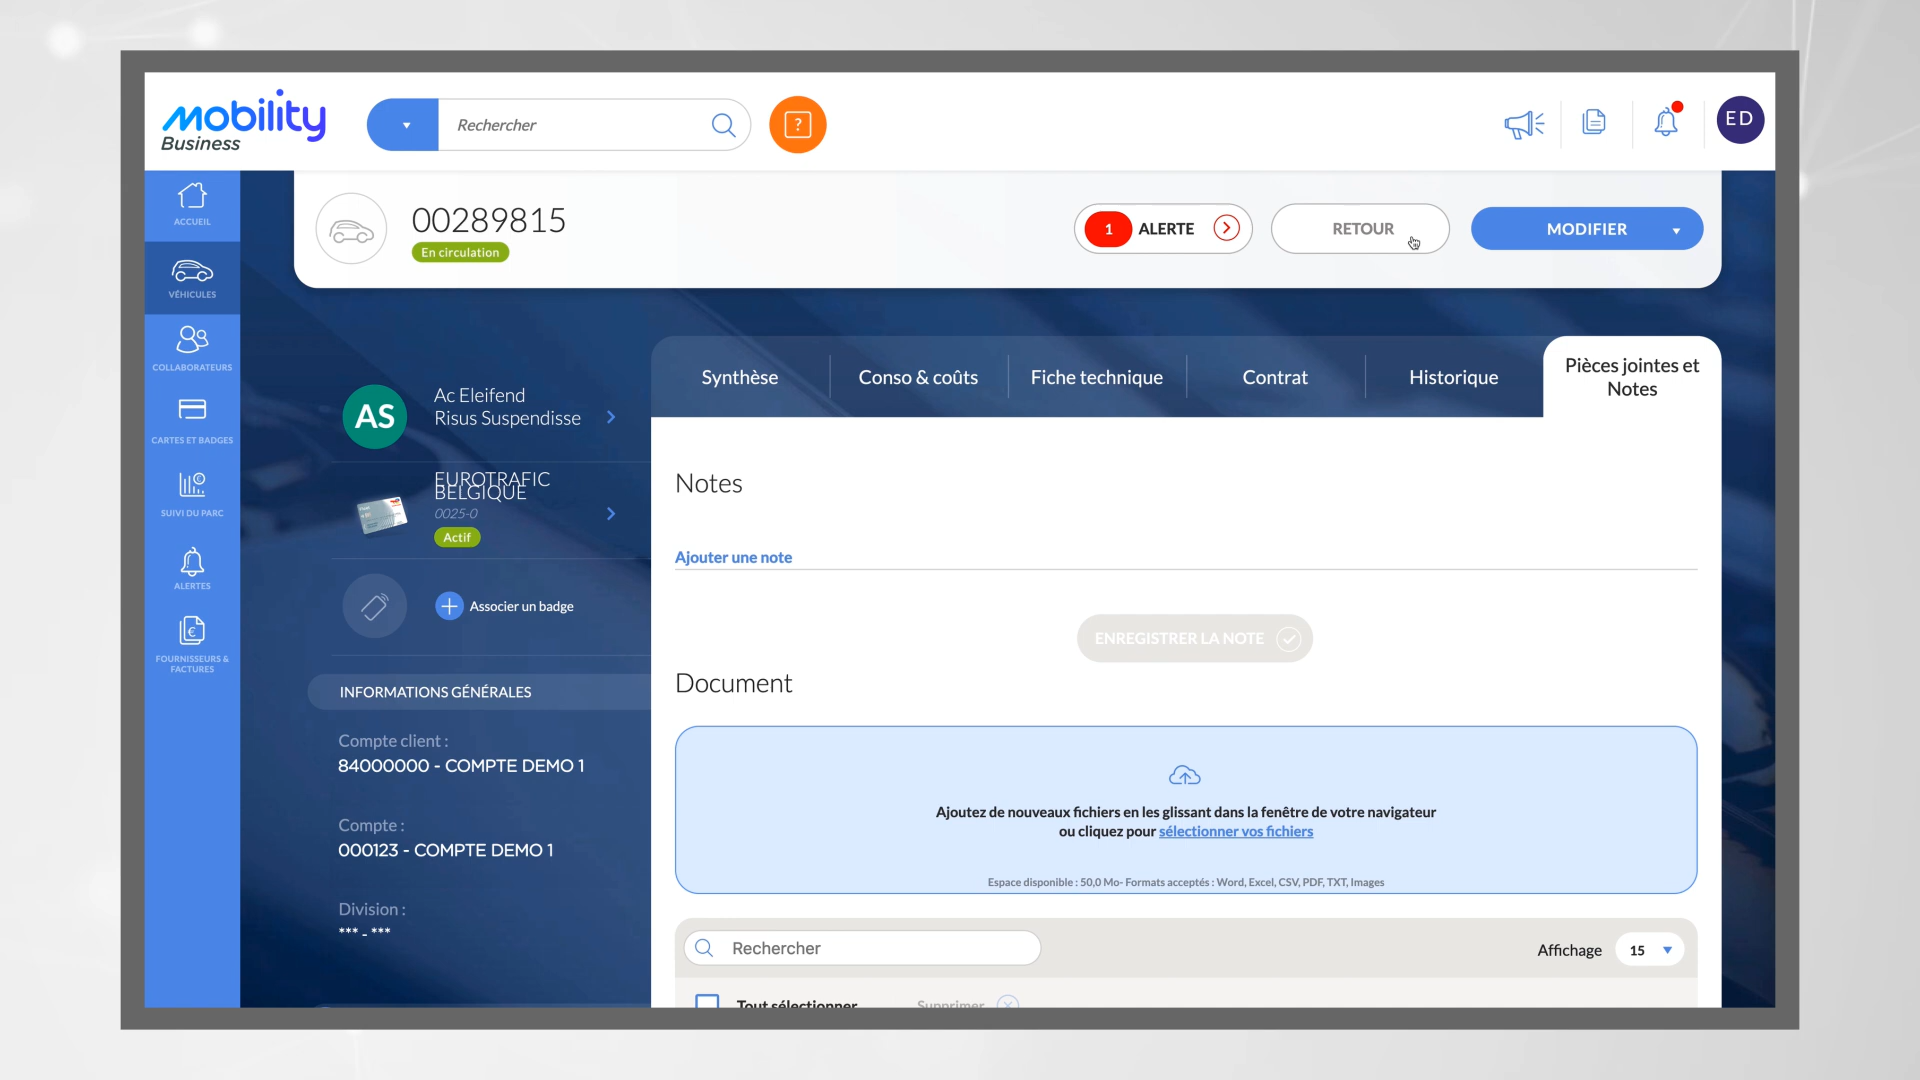 mobility
Business
Rechercher
?
ED
ACCUEIL
VÉHICULES
COLLABORATEURS
CARTES ET BADGES
SUIVI DU PARC
ALERTES
FOURNISSEURS &
FACTURES
00289815
En circulation
1 ALERTE
RETOUR
MODIFIER
AS
Ac Eleifend
Risus Suspendisse
EUROTRAFIC
BELGIQUE
0025-0
Actif
Associer un badge
INFORMATIONS GÉNÉRALES
Compte client :
84000000 - COMPTE DEMO 1
Compte :
000123 - COMPTE DEMO 1
Division :
*** - ***
Synthèse
Conso & coûts
Fiche technique
Contrat
Historique
Pièces jointes et
Notes
Notes
Ajouter une note
ENREGISTRER LA NOTE
Document
Ajoutez de nouveaux fichiers en les glissant dans la fenêtre de votre navigateur
ou cliquez pour sélectionner vos fichiers
Espace disponible : 50,0 Mo- Formats acceptés : Word, Excel, CSV, PDF, TXT, Images
Rechercher
Affichage 15
Tout sélectionner
Supprimer